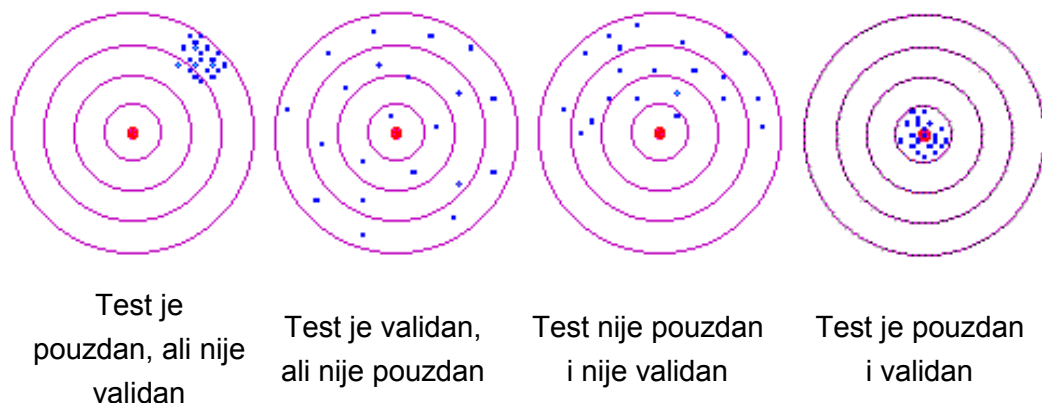 Test je
pouzdan, ali nije
validan
Test je validan,
ali nije pouzdan
Test nije pouzdan
i nije validan
Test je pouzdan
i validan